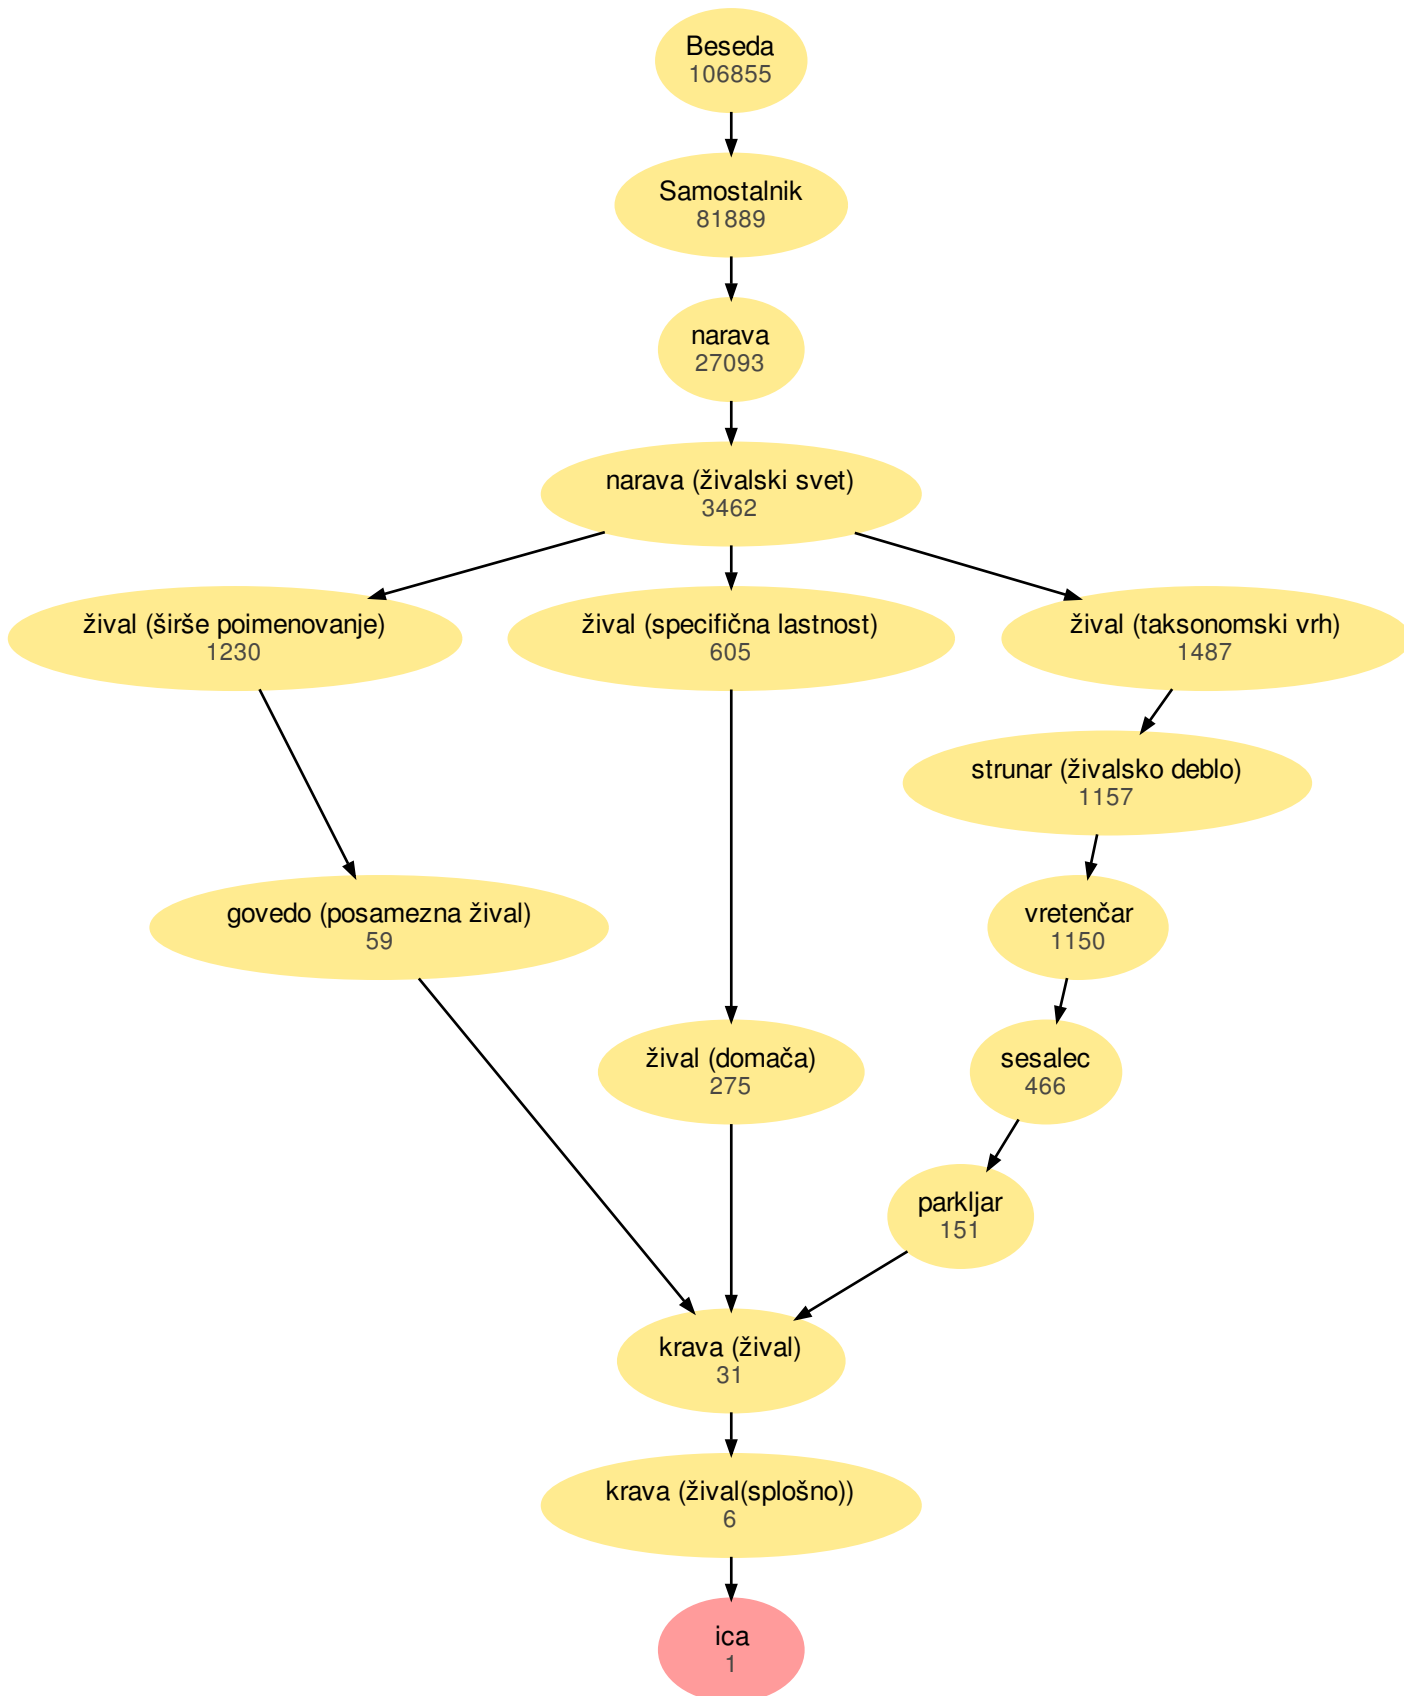 Beseda
106855
Samostalnik
81889
narava
27093
narava (živalski svet)
3462
žival (širše poimenovanje)
1230
žival (specifična lastnost)
605
žival (taksonomski vrh)
1487
strunar (živalsko deblo)
1157
govedo (posamezna žival)
59
vretenčar
1150
žival (domača)
275
sesalec
466
parkljar
151
krava (žival)
31
krava (žival(splošno))
6
ica
1